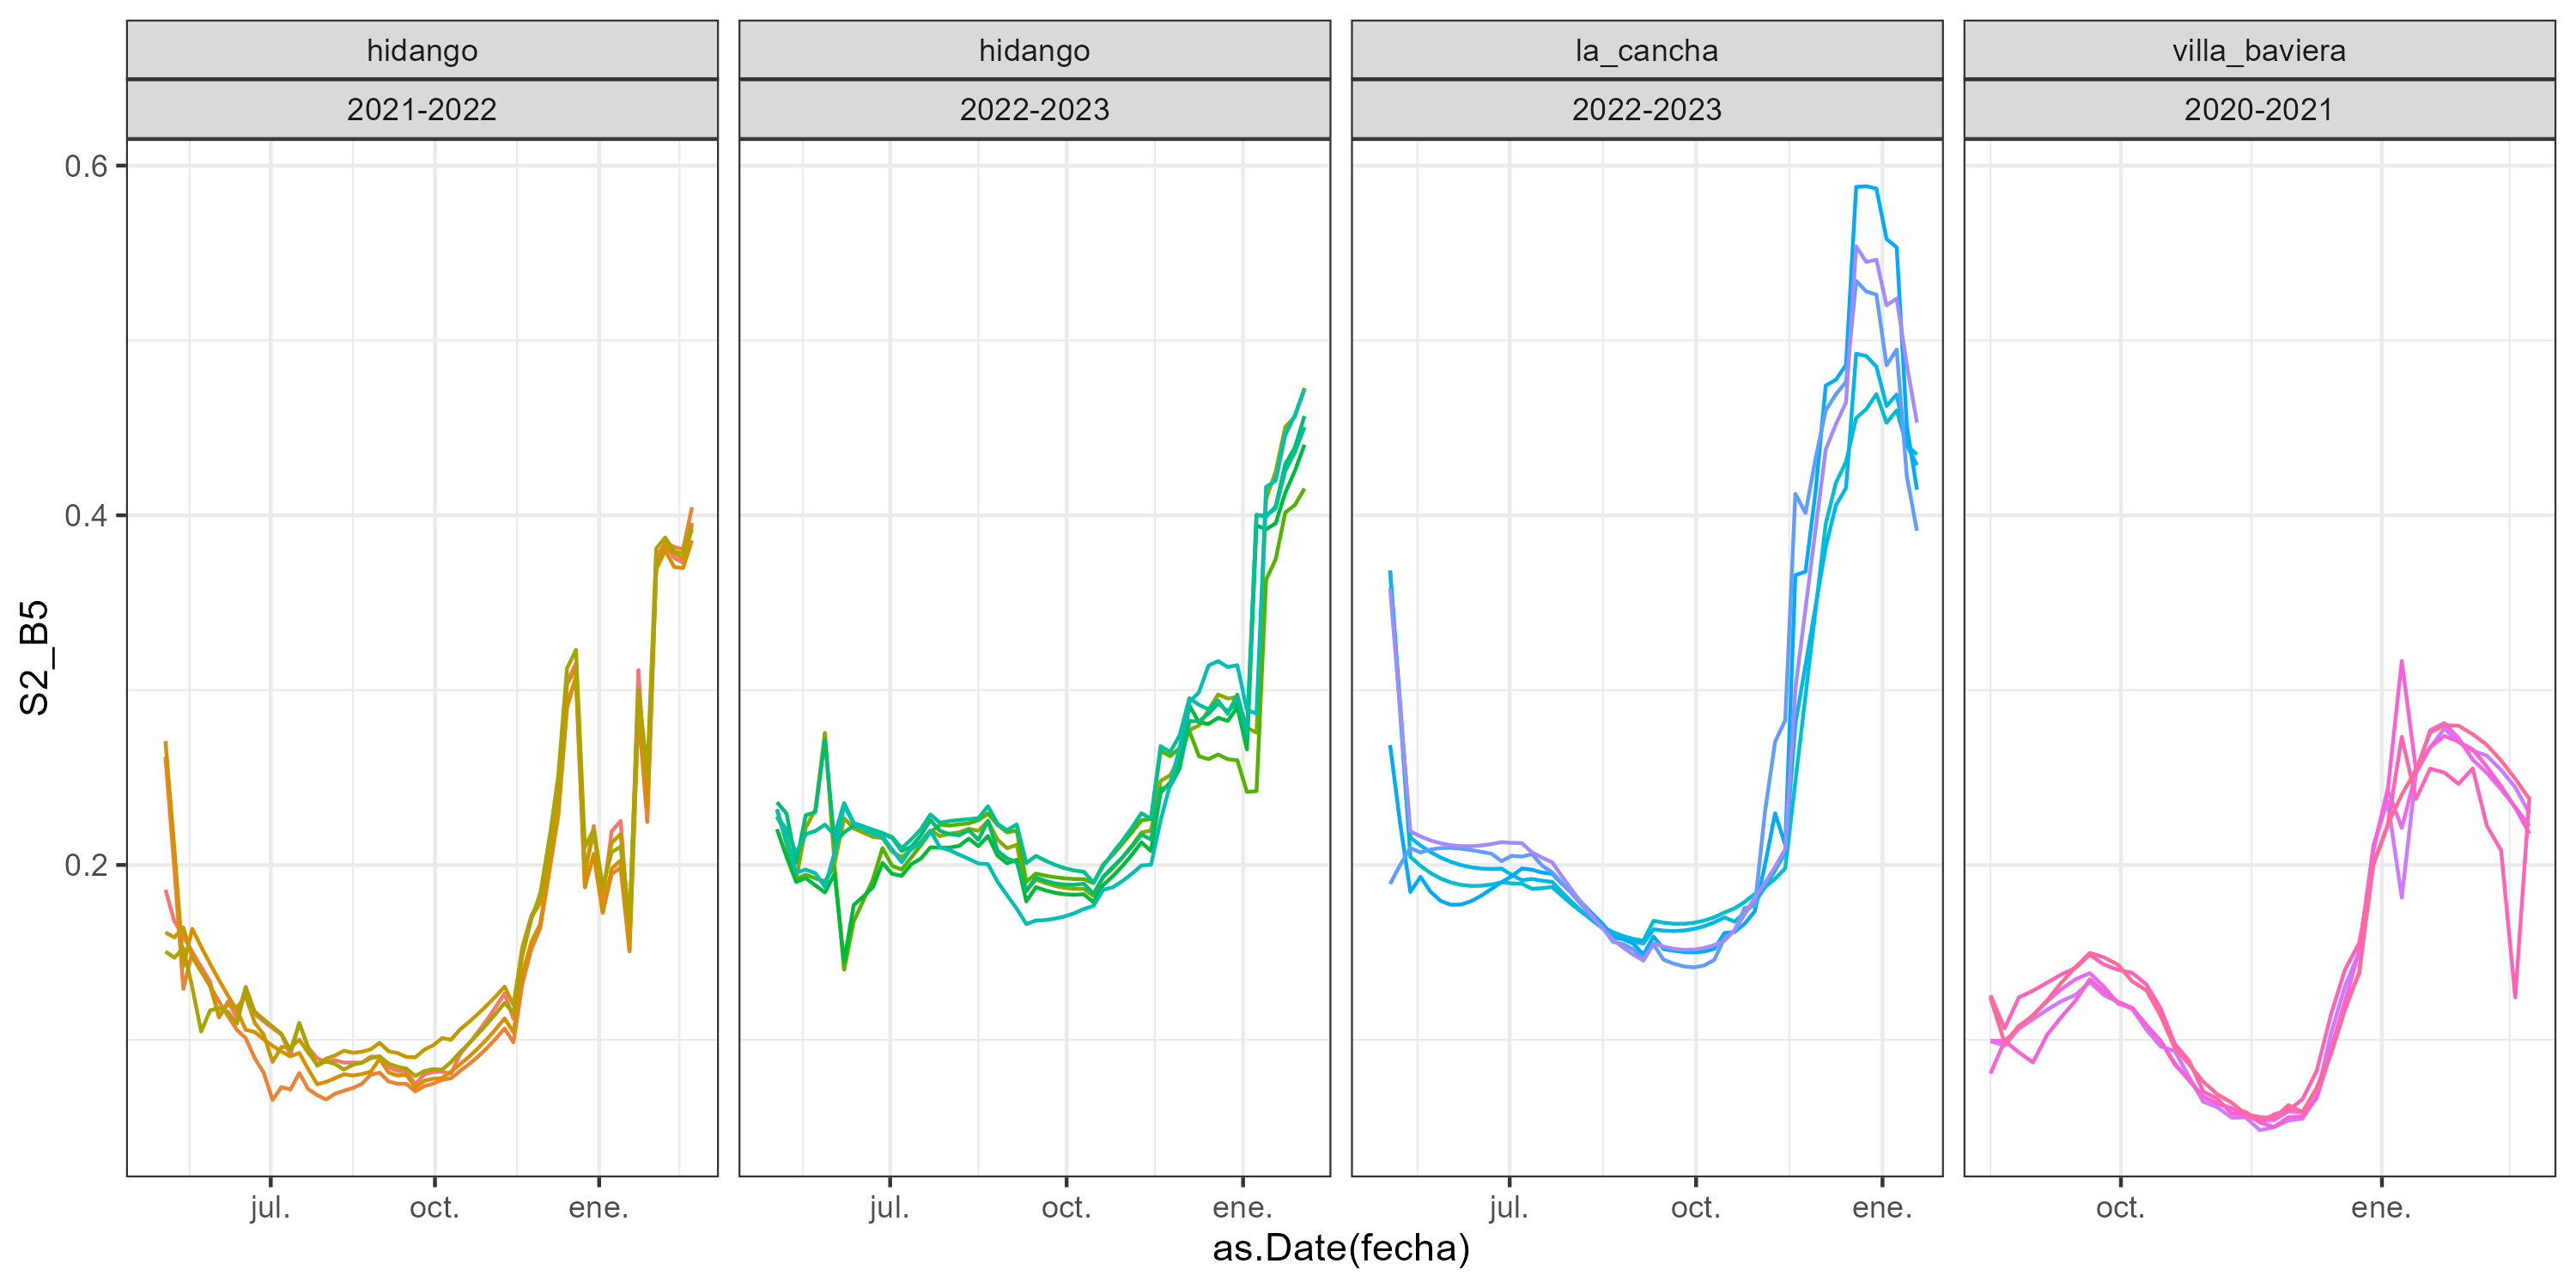 hidango
hidango
la_cancha
villa_baviera
2021-2022
2022-2023
2022-2023
2020-2021
0.6
0.4
0.2
S2_B5
jul.
oct.
ene.
jul.
oct.
ene.
jul.
oct.
ene.
oct.
ene.
as.Date(fecha)